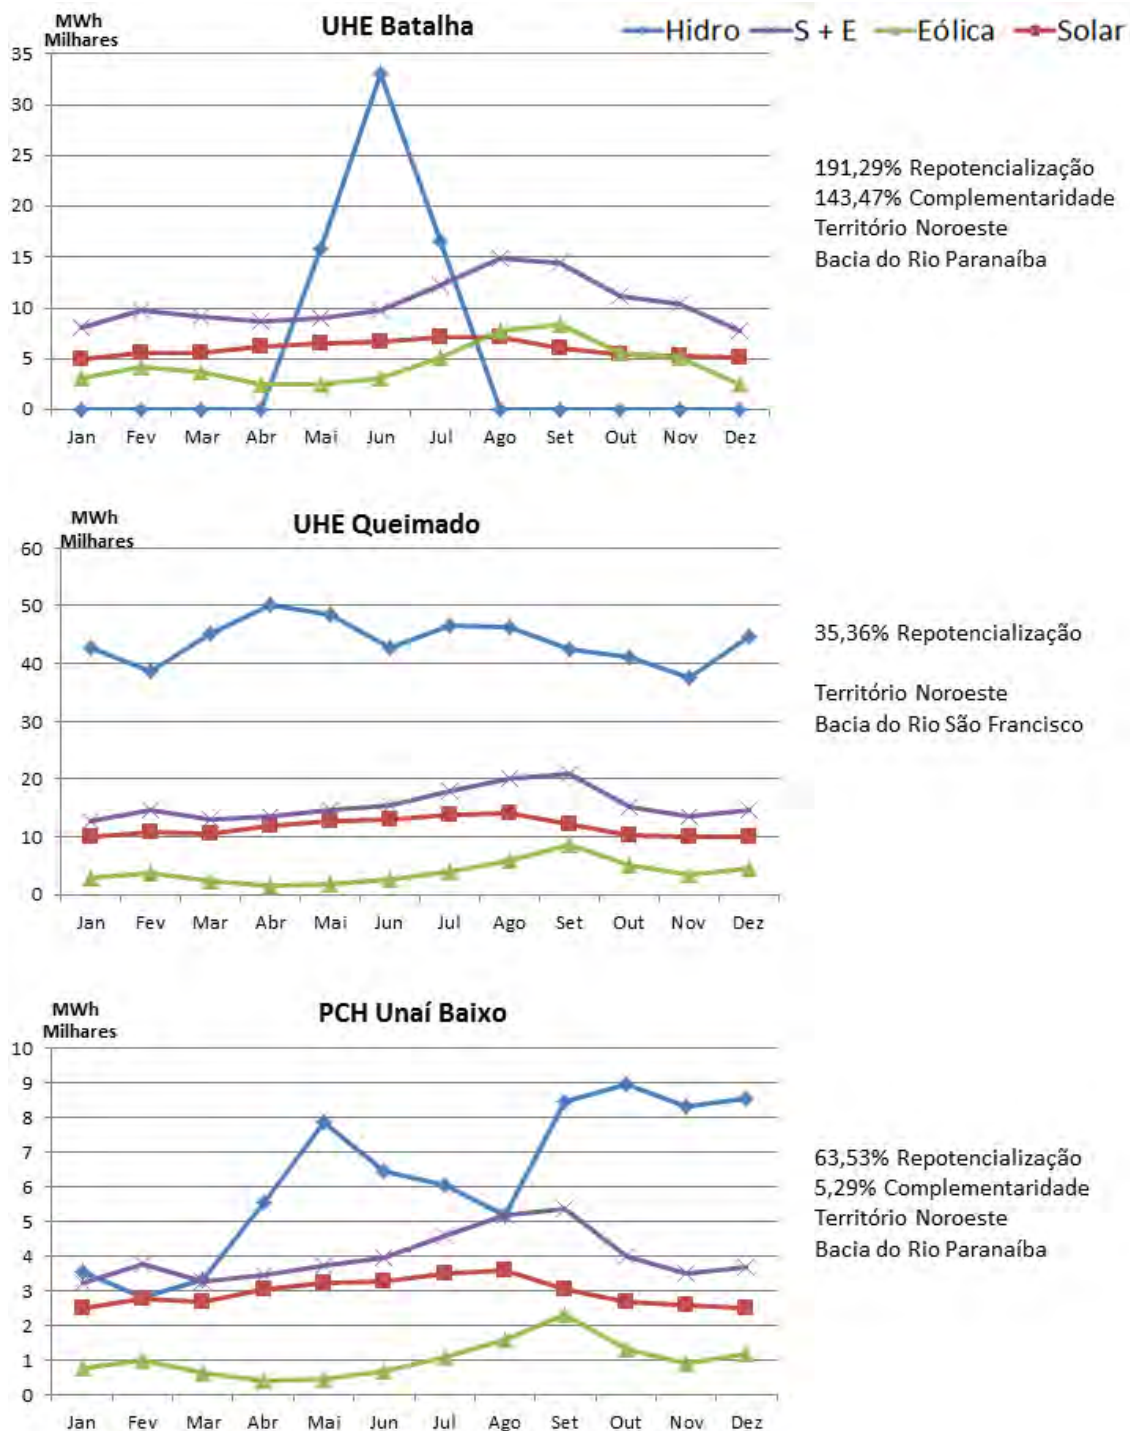 MWh
Milhares
UHE Batalha
Hidro S + E Eólica Solar
35
30
25
20
15
10
5
0
Jan Fev Mar Abr Mai Jun Jul Ago Set Out Nov Dez
191,29% Repotencialização
143,47% Complementaridade
Território Noroeste
Bacia do Rio Paranaíba
MWh
Milhares
UHE Queimado
60
50
40
30
20
10
0
Jan Fev Mar Abr Mai Jun Jul Ago Set Out Nov Dez
35,36% Repotencialização
Território Noroeste
Bacia do Rio São Francisco
MWh
Milhares
PCH Unaí Baixo
10
9
8
7
6
5
4
3
2
1
0
Jan Fev Mar Abr Mai Jun Jul Ago Set Out Nov Dez
63,53% Repotencialização
5,29% Complementaridade
Território Noroeste
Bacia do Rio Paranaíba